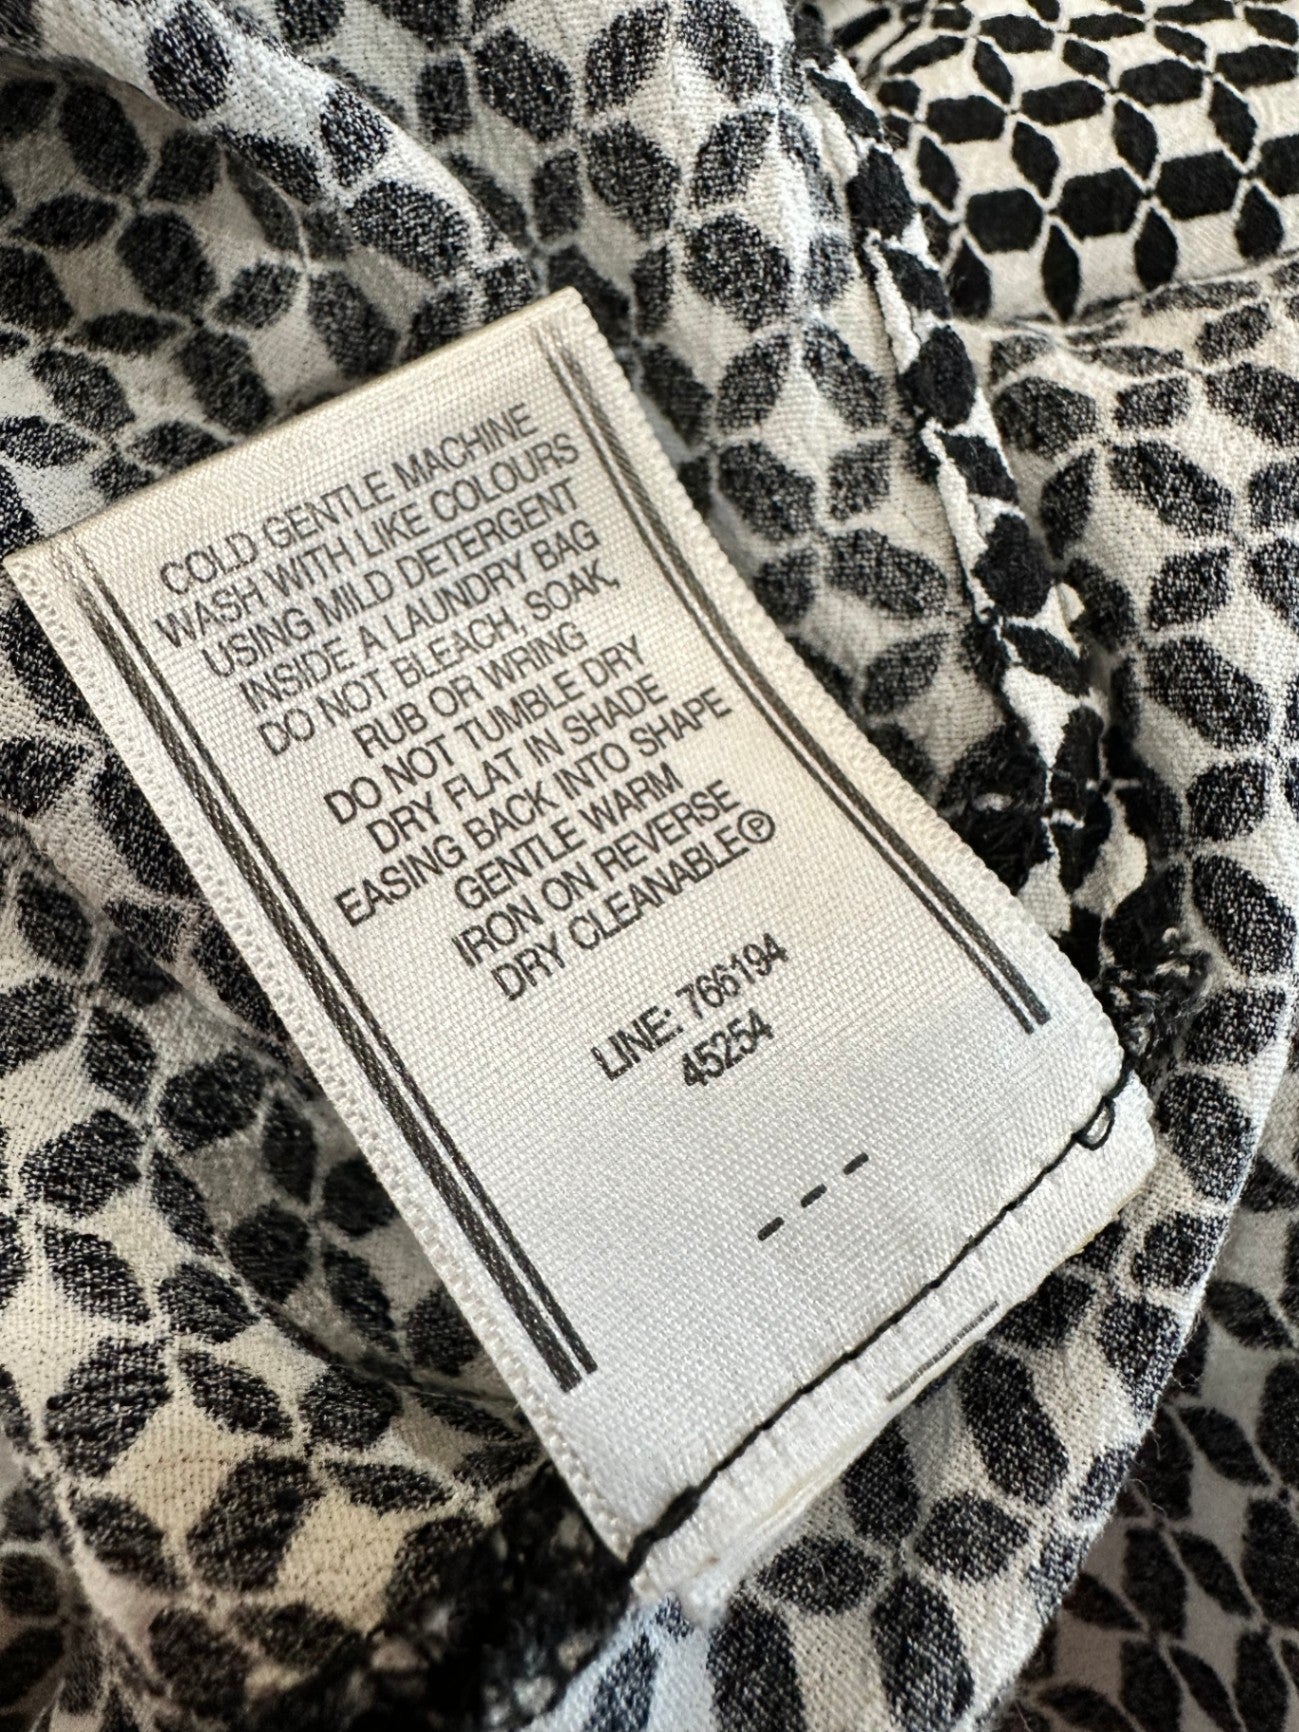 COLD GENTLE MACHINE
WASH WITH LIKE COLOURS
USING MILD DETERGENT
INSIDE A LAUNDRY BAG
DO NOT BLEACH, SOAK,
RUB OR WRING
DO NOT TUMBLE DRY
DRY FLAT IN SHADE
EASING BACK INTO SHAPE
GENTLE WARM
IRON ON REVERSE
DRY CLEANABLE Ⓟ
LINE: 766194
45254